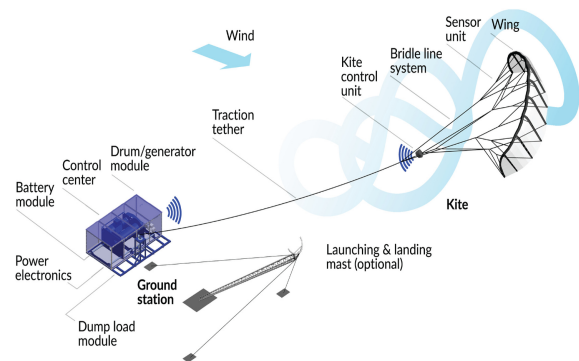 Wind
Sensor
unit
Wing
Bridle line
system
Kite
control
unit
Traction
tether
Drum/generator
module
Control
center
Battery
module
Kite
Power
electronics
Ground
station
Launching & landing
mast (optional)
Dump load
module